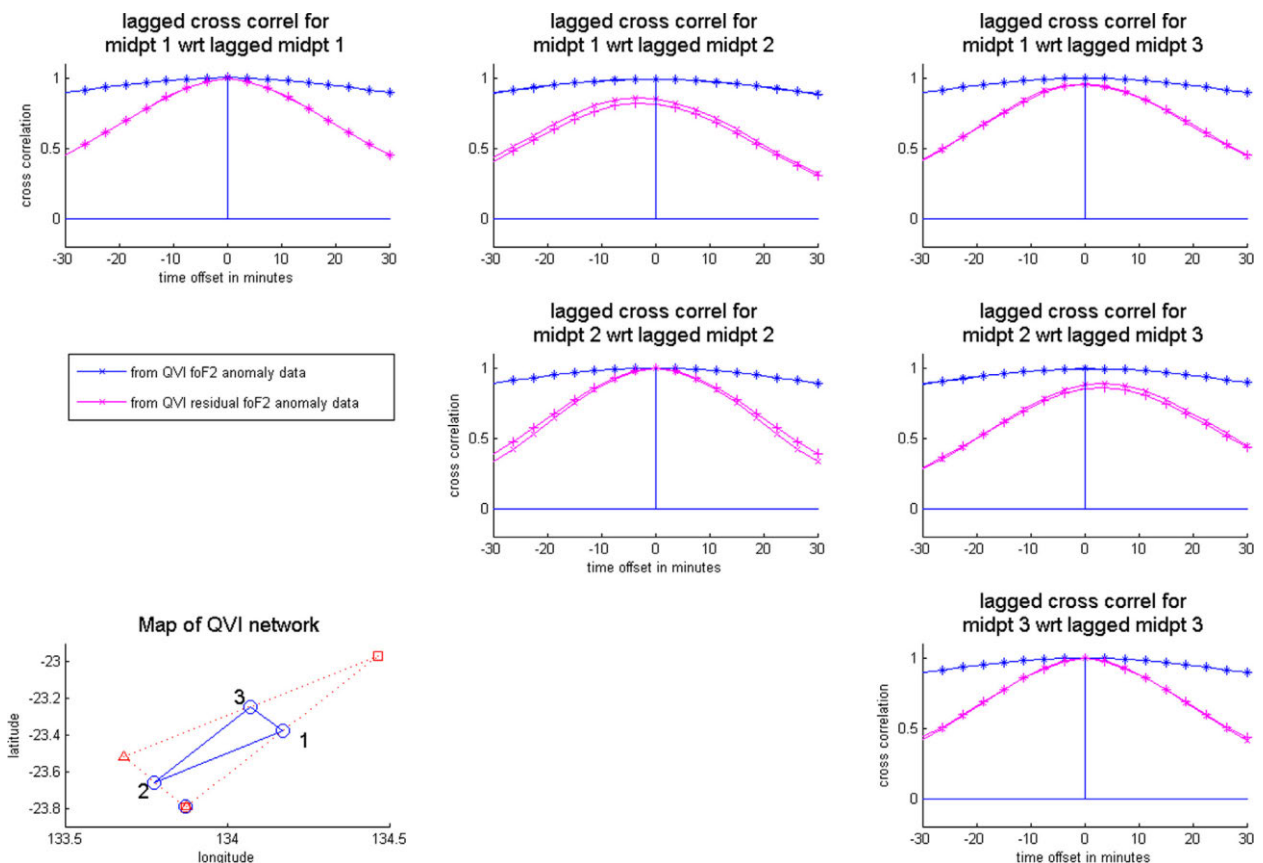 lagged cross correl for
midpt 1 wrt lagged midpt 1
1
0.5
0
cross correlation
-30 -20 -10 0 10 20 30
time offset in minutes
lagged cross correl for
midpt 1 wrt lagged midpt 2
1
0.5
0
-30 -20 -10 0 10 20 30
lagged cross correl for
midpt 1 wrt lagged midpt 3
1
0.5
0
-30 -20 -10 0 10 20 30
from QVI foF2 anomaly data
from QVI residual foF2 anomaly data
lagged cross correl for
midpt 2 wrt lagged midpt 2
1
0.5
0
cross correlation
-30 -20 -10 0 10 20 30
time offset in minutes
lagged cross correl for
midpt 2 wrt lagged midpt 3
1
0.5
0
-30 -20 -10 0 10 20 30
Map of QVI network
-23
-23.2
-23.4
-23.6
-23.8
latitude
3
1
2
133.5 134 134.5
longitude
lagged cross correl for
midpt 3 wrt lagged midpt 3
1
0.5
0
cross correlation
-30 -20 -10 0 10 20 30
time offset in minutes